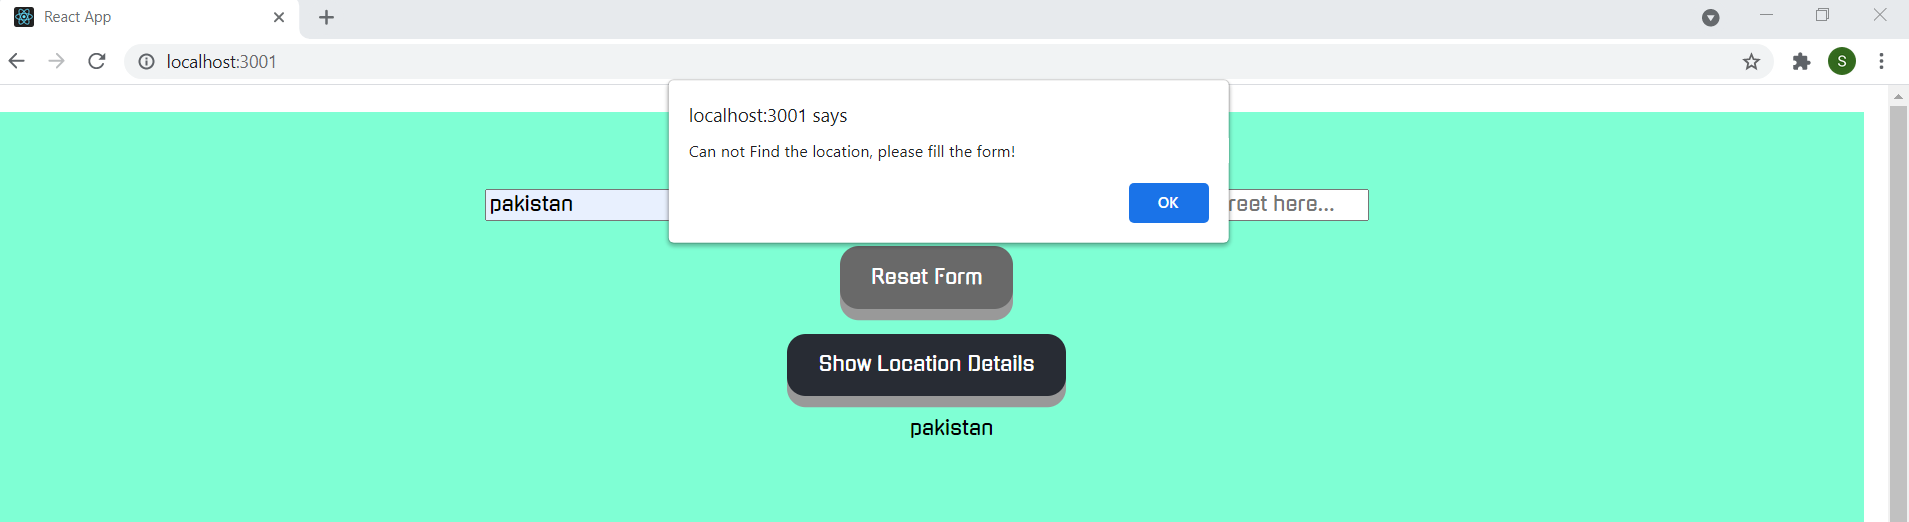 React App
localhost:3001
S
localhost:3001 says
Can not Find the location, please fill the form!
OK
pakistan
here...
Reset Form
Show Location Details
pakistan